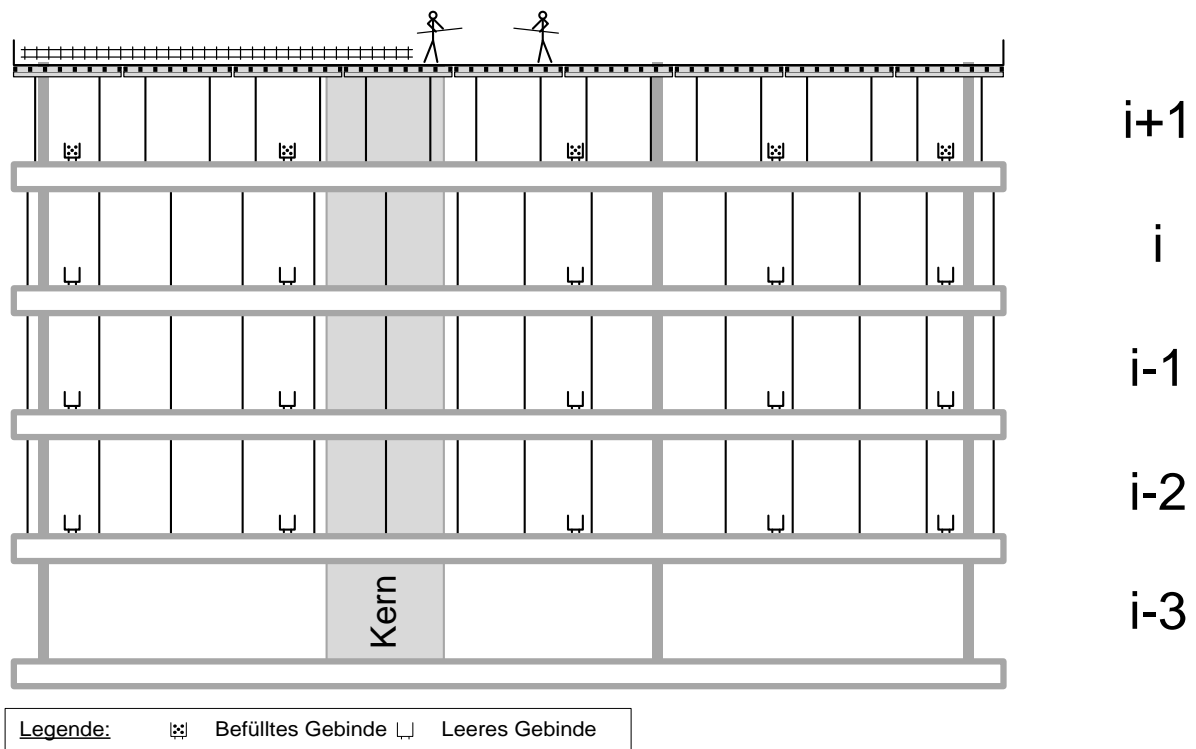 i+1
i
i-1
i-2
i-3
Kern
Legende: Befülltes Gebinde Leeres Gebinde